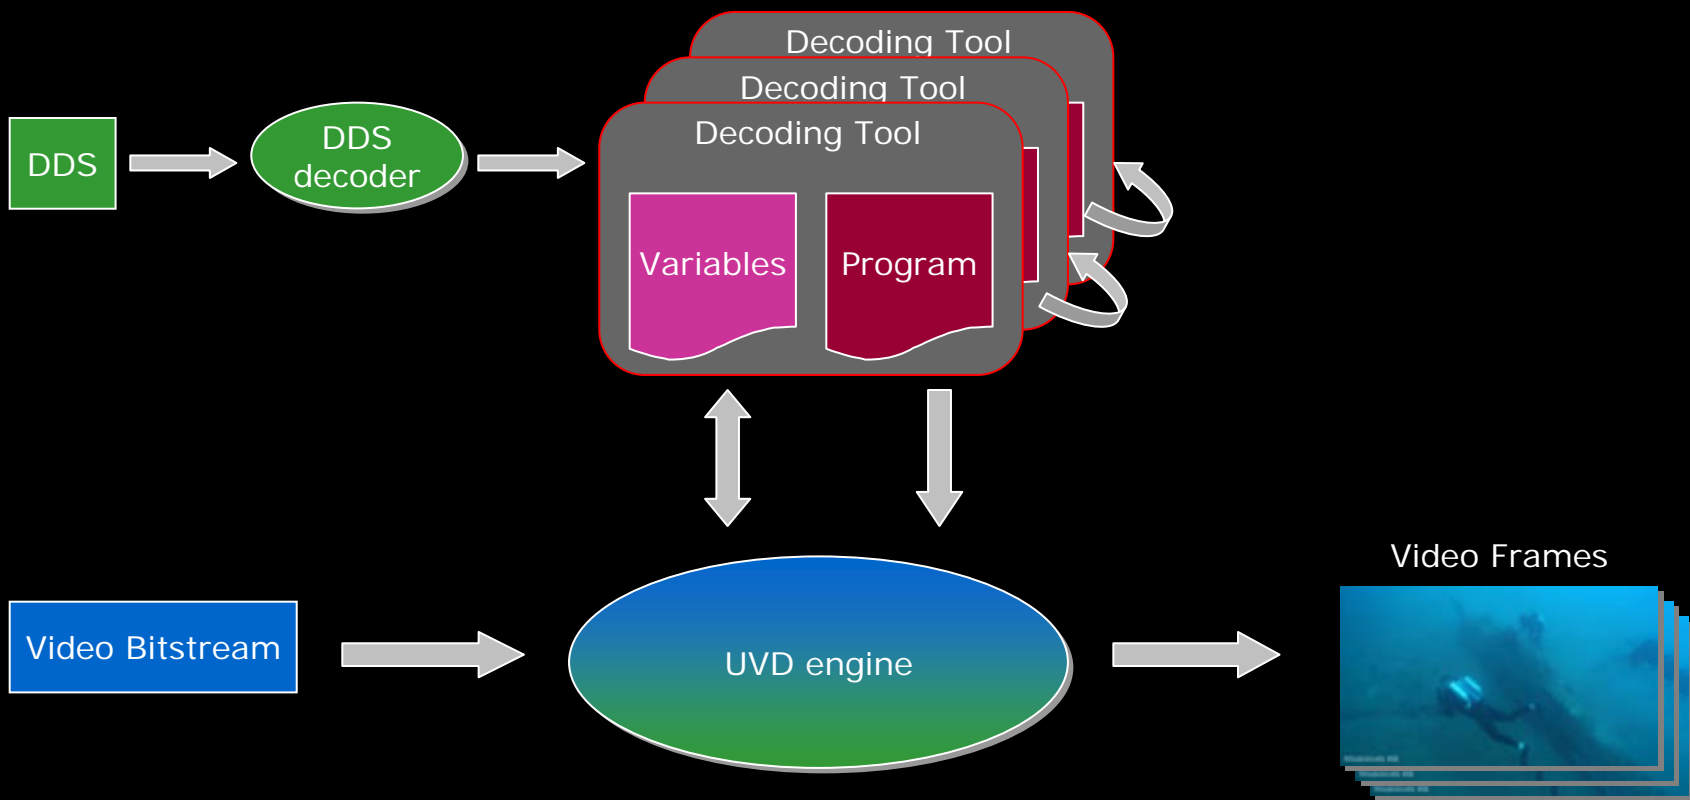 Decoding Tool
Decoding Tool
Decoding Tool
DDS
DDS
decoder
Variables
Program
Video Frames
Video Bitstream
UVD engine